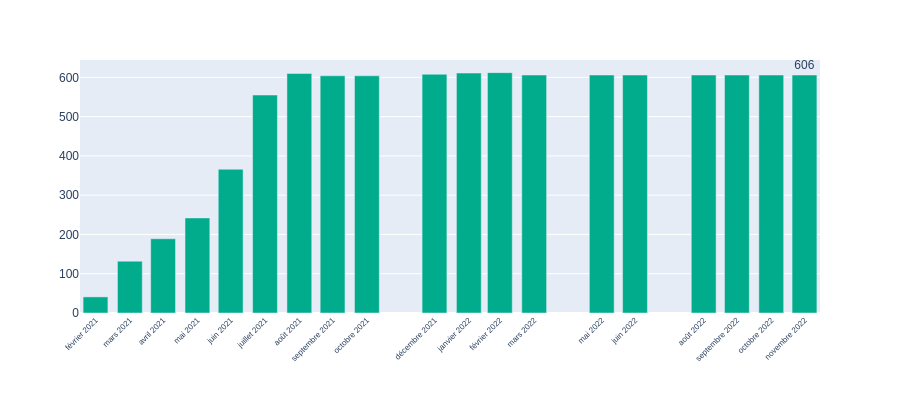 606
600
500
400
300
200
100
0
février 2021
mars 2021
avril 2021
mai 2021
juin 2021
juillet 2021
août 2021
septembre 2021
octobre 2021
décembre 2021
janvier 2022
février 2022
mars 2022
mai 2022
juin 2022
août 2022
septembre 2022
octobre 2022
novembre 2022